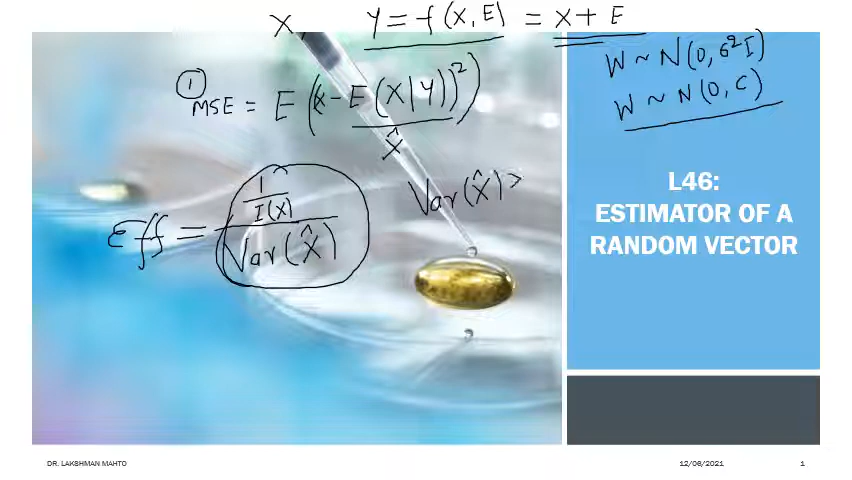 X, Y = f(X, E) = X + E
W ~ N(0, σ²I)
① MSE = E(X - E(X|Y))²
W ~ N(0, C)
X̂
Eff = 1/I(X) / Var(X̂)
Var(X̂) >
L46:
ESTIMATOR OF A
RANDOM VECTOR
DR. LAKSHMAN MAHTO
12/06/2021
1